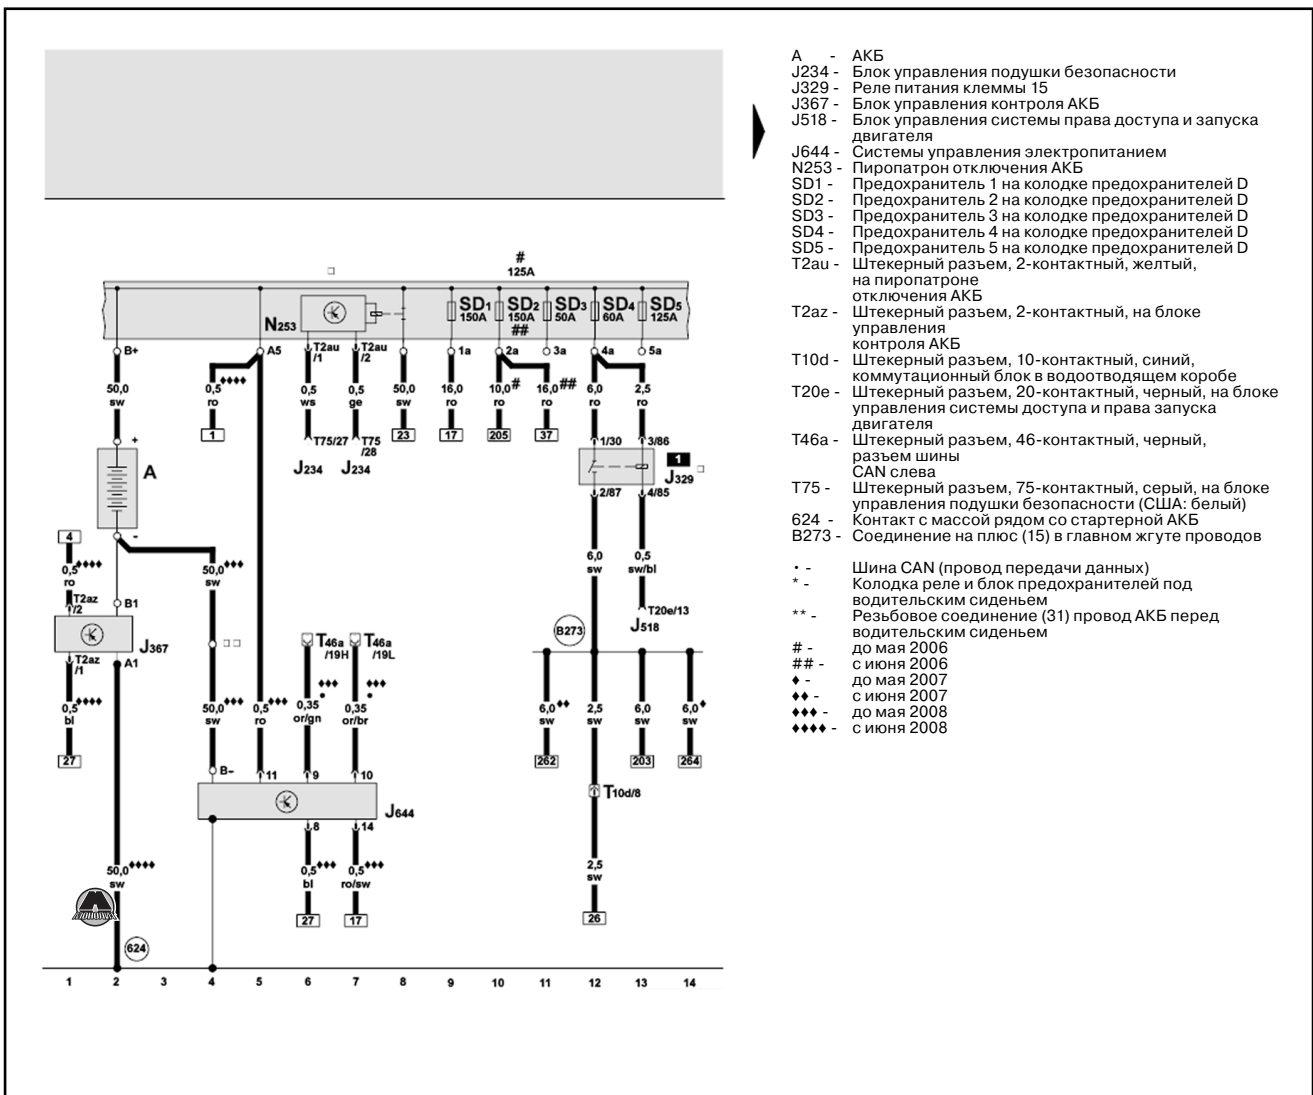 A - АКБ
J234 - Блок управления подушки безопасности
J329 - Реле питания клеммы 15
J367 - Блок управления контроля АКБ
J518 - Блок управления системы права доступа и запуска
двигателя
J644 - Системы управления электропитанием
N253 - Пиропатрон отключения АКБ
SD1 - Предохранитель 1 на колодке предохранителей D
SD2 - Предохранитель 2 на колодке предохранителей D
SD3 - Предохранитель 3 на колодке предохранителей D
SD4 - Предохранитель 4 на колодке предохранителей D
SD5 - Предохранитель 5 на колодке предохранителей D
T2au - Штекерный разъем, 2-контактный, желтый,
на пиропатроне
отключения АКБ
T2az - Штекерный разъем, 2-контактный, на блоке
управления
контроля АКБ
T10d - Штекерный разъем, 10-контактный, синий,
коммутационный блок в водоотводящем коробе
T20e - Штекерный разъем, 20-контактный, черный, на блоке
управления системы доступа и права запуска
двигателя
T46a - Штекерный разъем, 46-контактный, черный,
разъем шины
CAN слева
T75 - Штекерный разъем, 75-контактный, серый, на блоке
управления подушки безопасности (США: белый)
624 - Контакт с массой рядом со стартерной АКБ
B273 - Соединение на плюс (15) в главном жгуте проводов
• - Шина CAN (провод передачи данных)
* - Колодка реле и блок предохранителей под
водительским сиденьем
** - Резьбовое соединение (31) провод АКБ перед
водительским сиденьем
# - до мая 2006
## - с июня 2006
♦ - до мая 2007
♦♦ - с июня 2007
♦♦♦ - до мая 2008
♦♦♦♦ - с июня 2008
#
125A
SD1 SD2 SD3 SD4 SD5
150A 150A 50A 60A 125A
##
N253
B+ A5 T2au/1 T2au/2 1a 2a 3a 4a 5a
50,0 0,5♦♦♦♦ 0,5 0,5 50,0 16,0 10,0# 16,0## 6,0 2,5
sw ro ws ge sw ro ro ro ro ro
1 T75/27 T75/28 23 17 205 37 1/30 3/86
J234 J234
+ A
1
J329
2/87 4/85
-
4
0,5♦♦♦♦ 50,0♦♦♦ 6,0 0,5
ro sw sw sw/bl
T2az/2 B1 T20e/13
J518
J367 T46a/19H T46a/19L B273
T2az/1 A1
♦♦♦ ♦♦♦
• •
0,5♦♦♦♦ 50,0♦♦♦ 0,5♦♦♦ 0,35 0,35 6,0♦♦ 2,5 6,0 6,0♦
bl sw ro or/gn or/br sw sw sw sw
27 262 203 264
B- 11 9 10
T10d/8
J644
8 14
50,0♦♦♦♦ 0,5♦♦♦ 0,5♦♦♦ 2,5
sw bl ro/sw sw
27 17 26
624
1 2 3 4 5 6 7 8 9 10 11 12 13 14